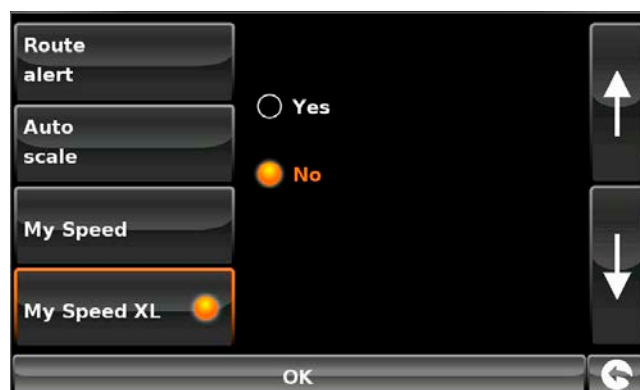 Route
alert
Auto
scale
My Speed
My Speed XL
Yes
No
OK